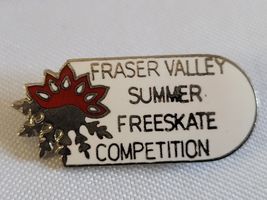 FRASER VALLEY
SUMMER
FREESKATE
COMPETITION